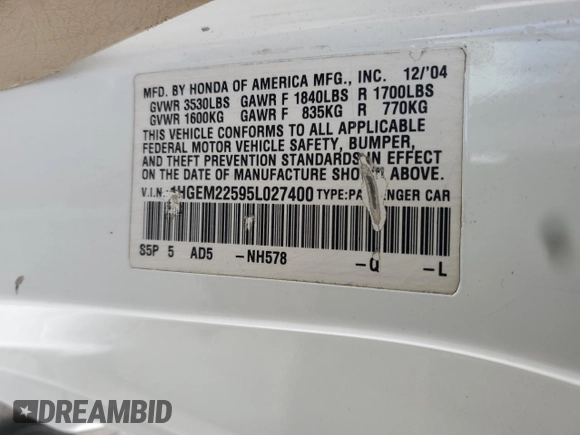 MFD. BY HONDA OF AMERICA MFG., INC. 12/'04
GVWR 3530LBS GAWR F 1840LBS R 1700LBS
GVWR 1600KG GAWR F 835KG R 770KG
THIS VEHICLE CONFORMS TO ALL APPLICABLE
FEDERAL MOTOR VEHICLE SAFETY, BUMPER,
AND THEFT PREVENTION STANDARDS IN EFFECT
ON THE DATE OF MANUFACTURE SHOWN ABOVE.
V.I.N.: 1HGEM22595L027400 TYPE:PASSENGER CAR
S5P 5 AD5 -NH578 -Q -L
DREAMBID